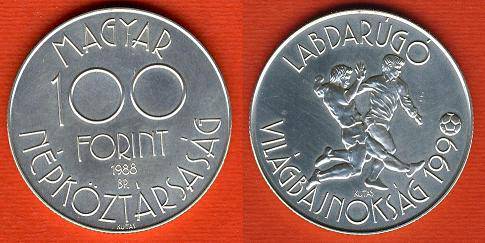 MAGYAR
100
FORINT
1988
BP.
NÉPKÖZTÁRSASÁG
KUTAS
LABDARÚGÓ
VILÁGBAJNOKSÁG 1990
KUTAS